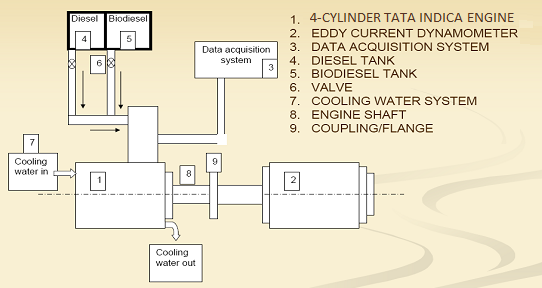 Diesel Biodiesel
4 5
6
Data acquisition
system
3
7
Cooling
water in
1
8
9
2
Cooling
water out
1. 4-CYLINDER TATA INDICA ENGINE
2. EDDY CURRENT DYNAMOMETER
3. DATA ACQUISITION SYSTEM
4. DIESEL TANK
5. BIODIESEL TANK
6. VALVE
7. COOLING WATER SYSTEM
8. ENGINE SHAFT
9. COUPLING/FLANGE